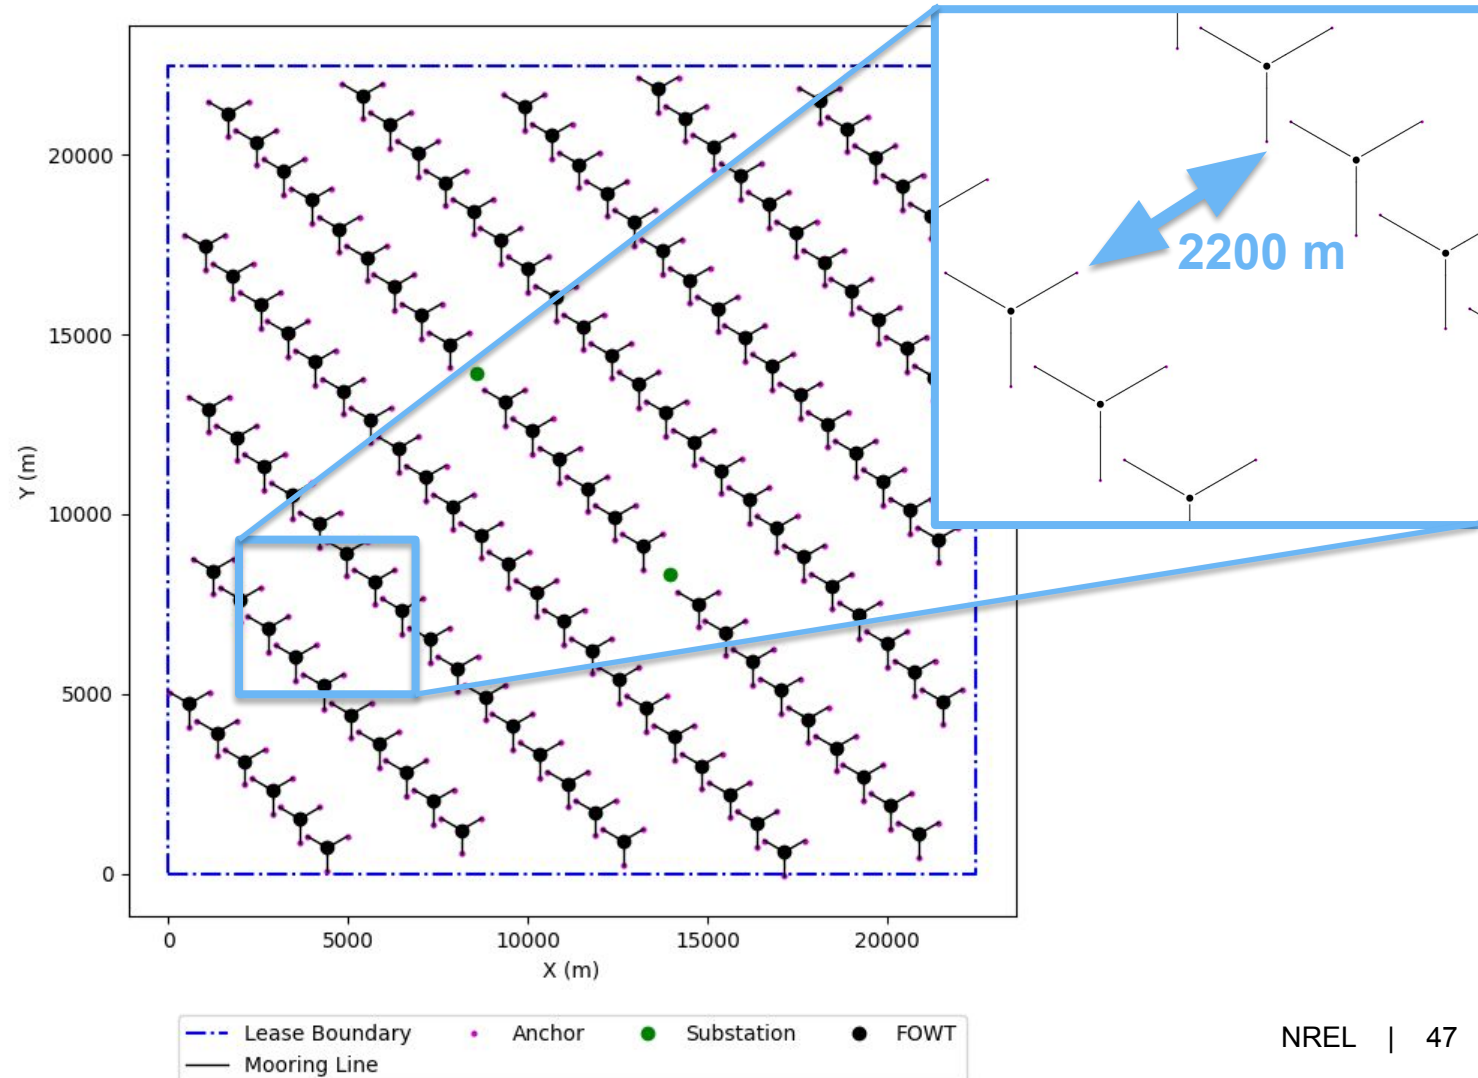 2200 m
20000
15000
10000
5000
0
Y (m)
0 5000 10000 15000 20000
X (m)
Lease Boundary Anchor Substation FOWT
Mooring Line
NREL | 47